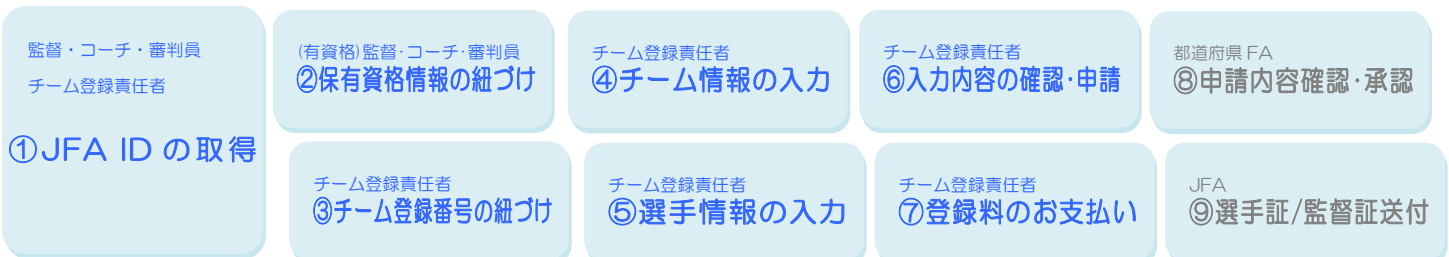 監督・コーチ・審判員
チーム登録責任者
①JFA IDの取得
(有資格)監督・コーチ・審判員
②保有資格情報の紐づけ
チーム登録責任者
③チーム登録番号の紐づけ
チーム登録責任者
④チーム情報の入力
チーム登録責任者
⑤選手情報の入力
チーム登録責任者
⑥入力内容の確認・申請
チーム登録責任者
⑦登録料のお支払い
都道府県FA
⑧申請内容確認・承認
JFA
⑨選手証/監督証送付